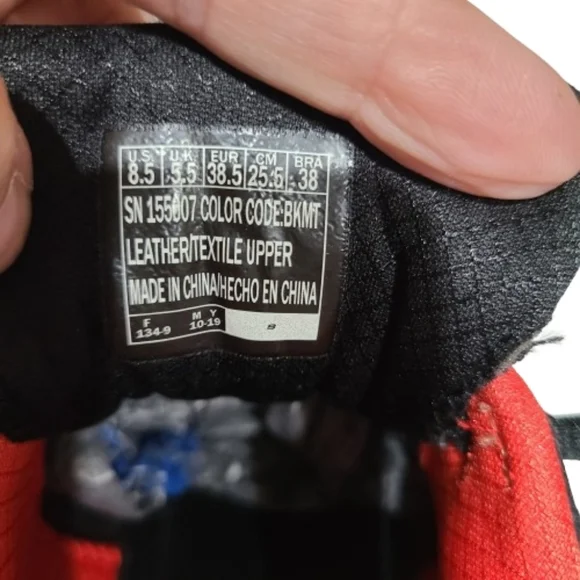 U.S U.K EUR CM BRA
8.5 5.5 38.5 25.5 38
SN 155007 COLOR CODE:BKMT
LEATHER/TEXTILE UPPER
MADE IN CHINA/HECHO EN CHINA
F M Y
134-9 10-19